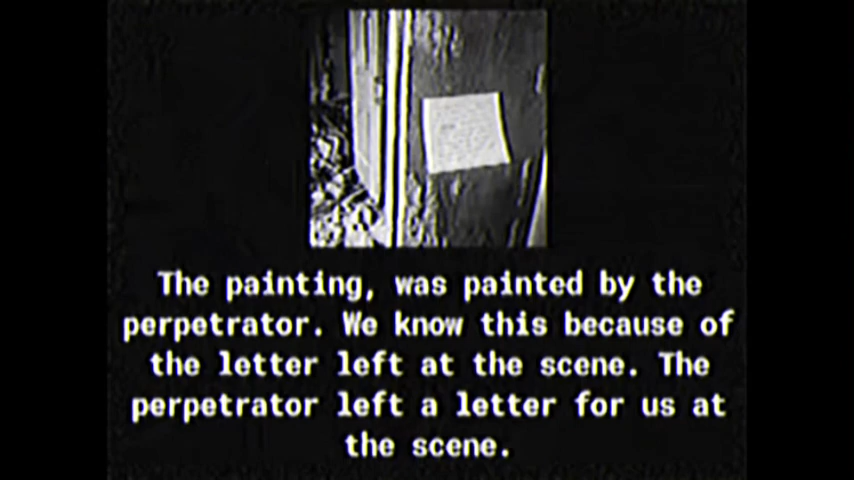 The painting, was painted by the
perpetrator. We know this because of
the letter left at the scene. The
perpetrator left a letter for us at
the scene.